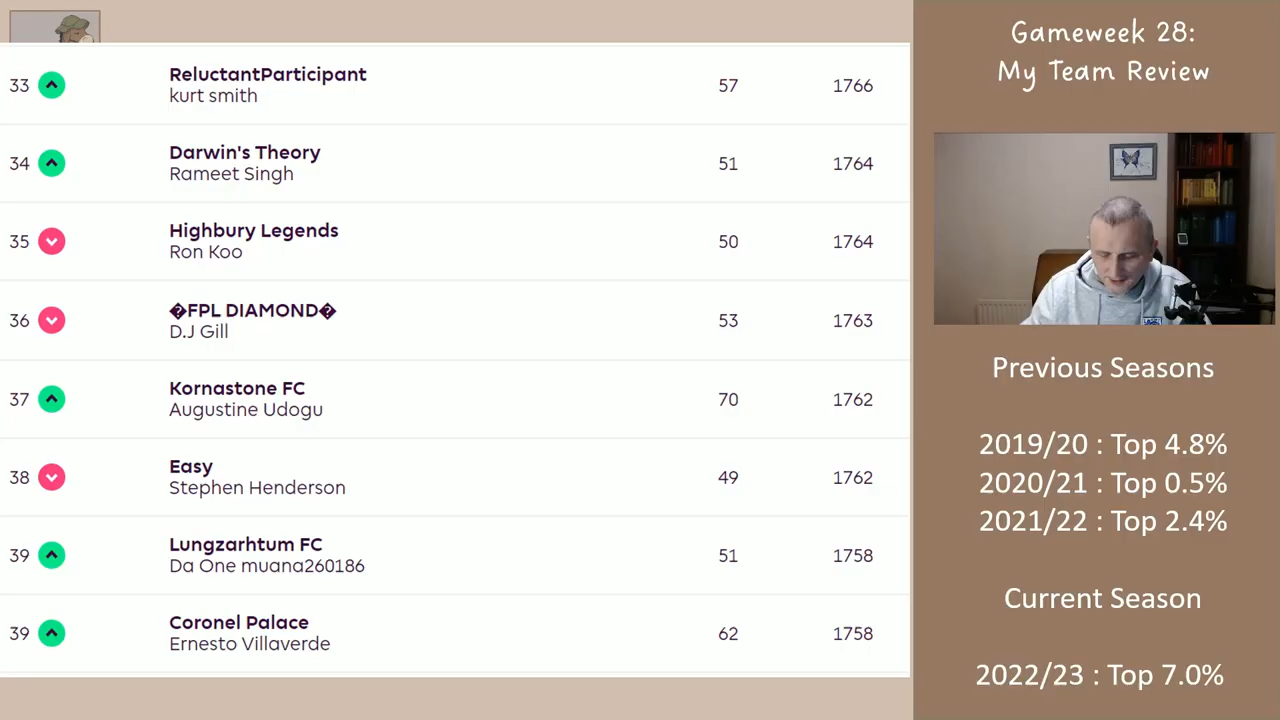 33 ReluctantParticipant 57 1766
kurt smith
34 Darwin's Theory 51 1764
Rameet Singh
35 Highbury Legends 50 1764
Ron Koo
36 �FPL DIAMOND� 53 1763
D.J Gill
37 Kornastone FC 70 1762
Augustine Udogu
38 Easy 49 1762
Stephen Henderson
39 Lungzarhtum FC 51 1758
Da One muana260186
39 Coronel Palace 62 1758
Ernesto Villaverde
Gameweek 28:
My Team Review
Previous Seasons
2019/20 : Top 4.8%
2020/21 : Top 0.5%
2021/22 : Top 2.4%
Current Season
2022/23 : Top 7.0%